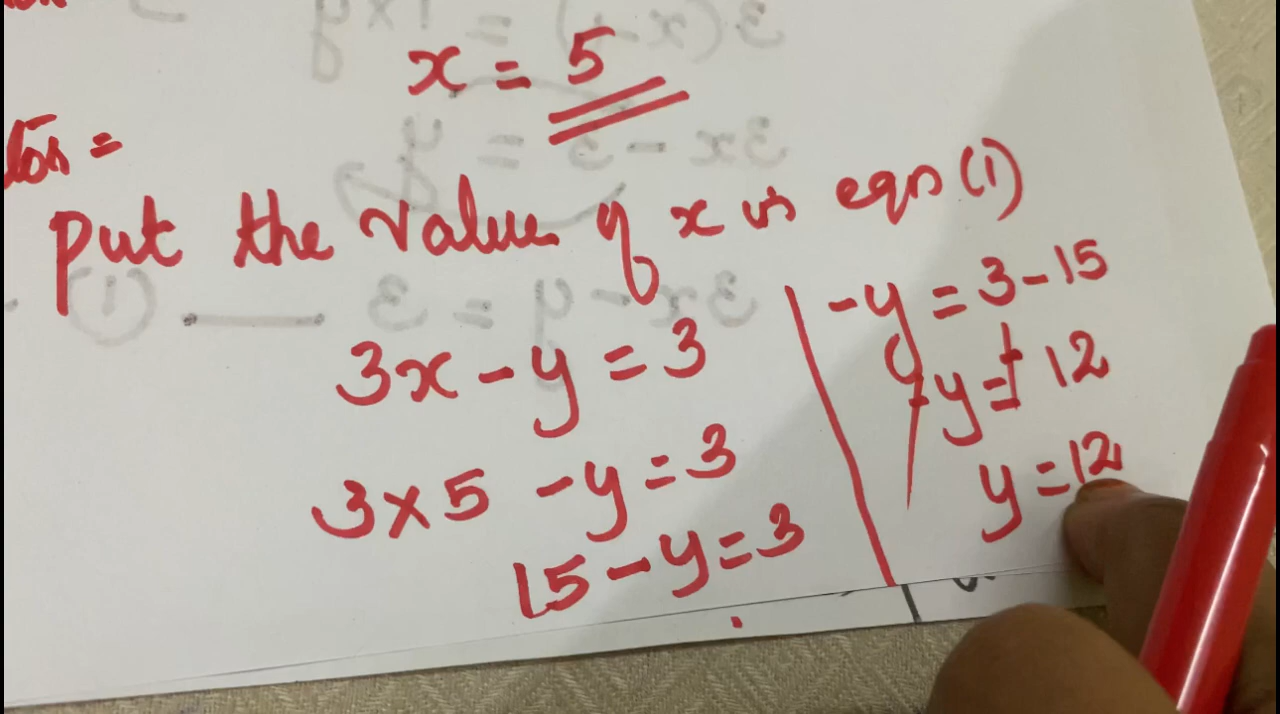 x = 5
put the value of x in eqn (1)
3x - y = 3
3 x 5 - y = 3
15 - y = 3
-y = 3 - 15
-y = - 12
y = 12